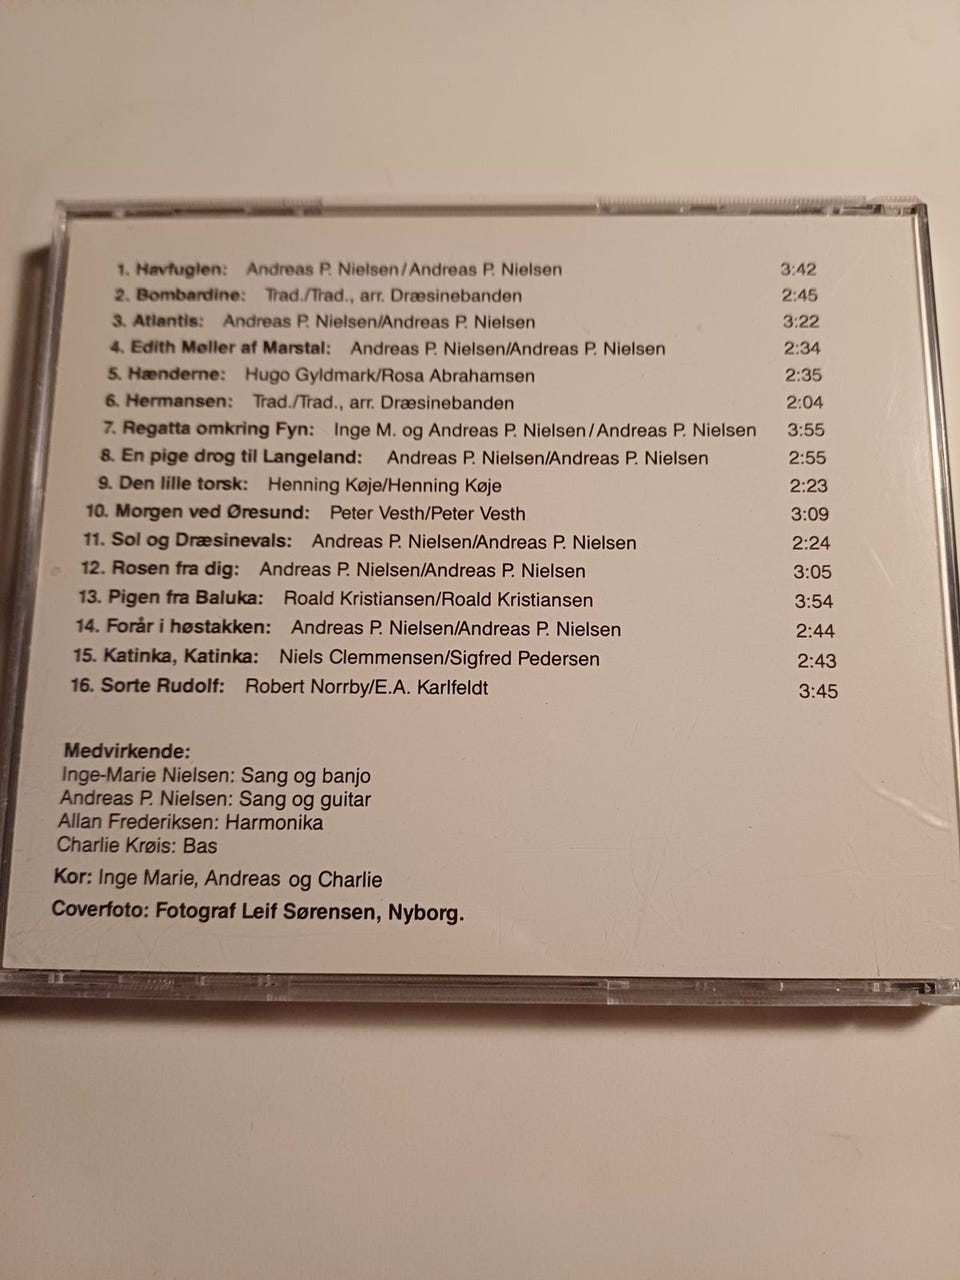 1. Havfuglen: Andreas P. Nielsen/Andreas P. Nielsen 3:42
2. Bombardine: Trad./Trad., arr. Dræsinebanden 2:45
3. Atlantis: Andreas P. Nielsen/Andreas P. Nielsen 3:22
4. Edith Møller af Marstal: Andreas P. Nielsen/Andreas P. Nielsen 2:34
5. Hænderne: Hugo Gyldmark/Rosa Abrahamsen 2:35
6. Hermansen: Trad./Trad., arr. Dræsinebanden 2:04
7. Regatta omkring Fyn: Inge M. og Andreas P. Nielsen/Andreas P. Nielsen 3:55
8. En pige drog til Langeland: Andreas P. Nielsen/Andreas P. Nielsen 2:55
9. Den lille torsk: Henning Køje/Henning Køje 2:23
10. Morgen ved Øresund: Peter Vesth/Peter Vesth 3:09
11. Sol og Dræsinevals: Andreas P. Nielsen/Andreas P. Nielsen 2:24
12. Rosen fra dig: Andreas P. Nielsen/Andreas P. Nielsen 3:05
13. Pigen fra Baluka: Roald Kristiansen/Roald Kristiansen 3:54
14. Forår i høstakken: Andreas P. Nielsen/Andreas P. Nielsen 2:44
15. Katinka, Katinka: Niels Clemmensen/Sigfred Pedersen 2:43
16. Sorte Rudolf: Robert Norrby/E.A. Karlfeldt 3:45
Medvirkende:
Inge-Marie Nielsen: Sang og banjo
Andreas P. Nielsen: Sang og guitar
Allan Frederiksen: Harmonika
Charlie Krøis: Bas
Kor: Inge Marie, Andreas og Charlie
Coverfoto: Fotograf Leif Sørensen, Nyborg.